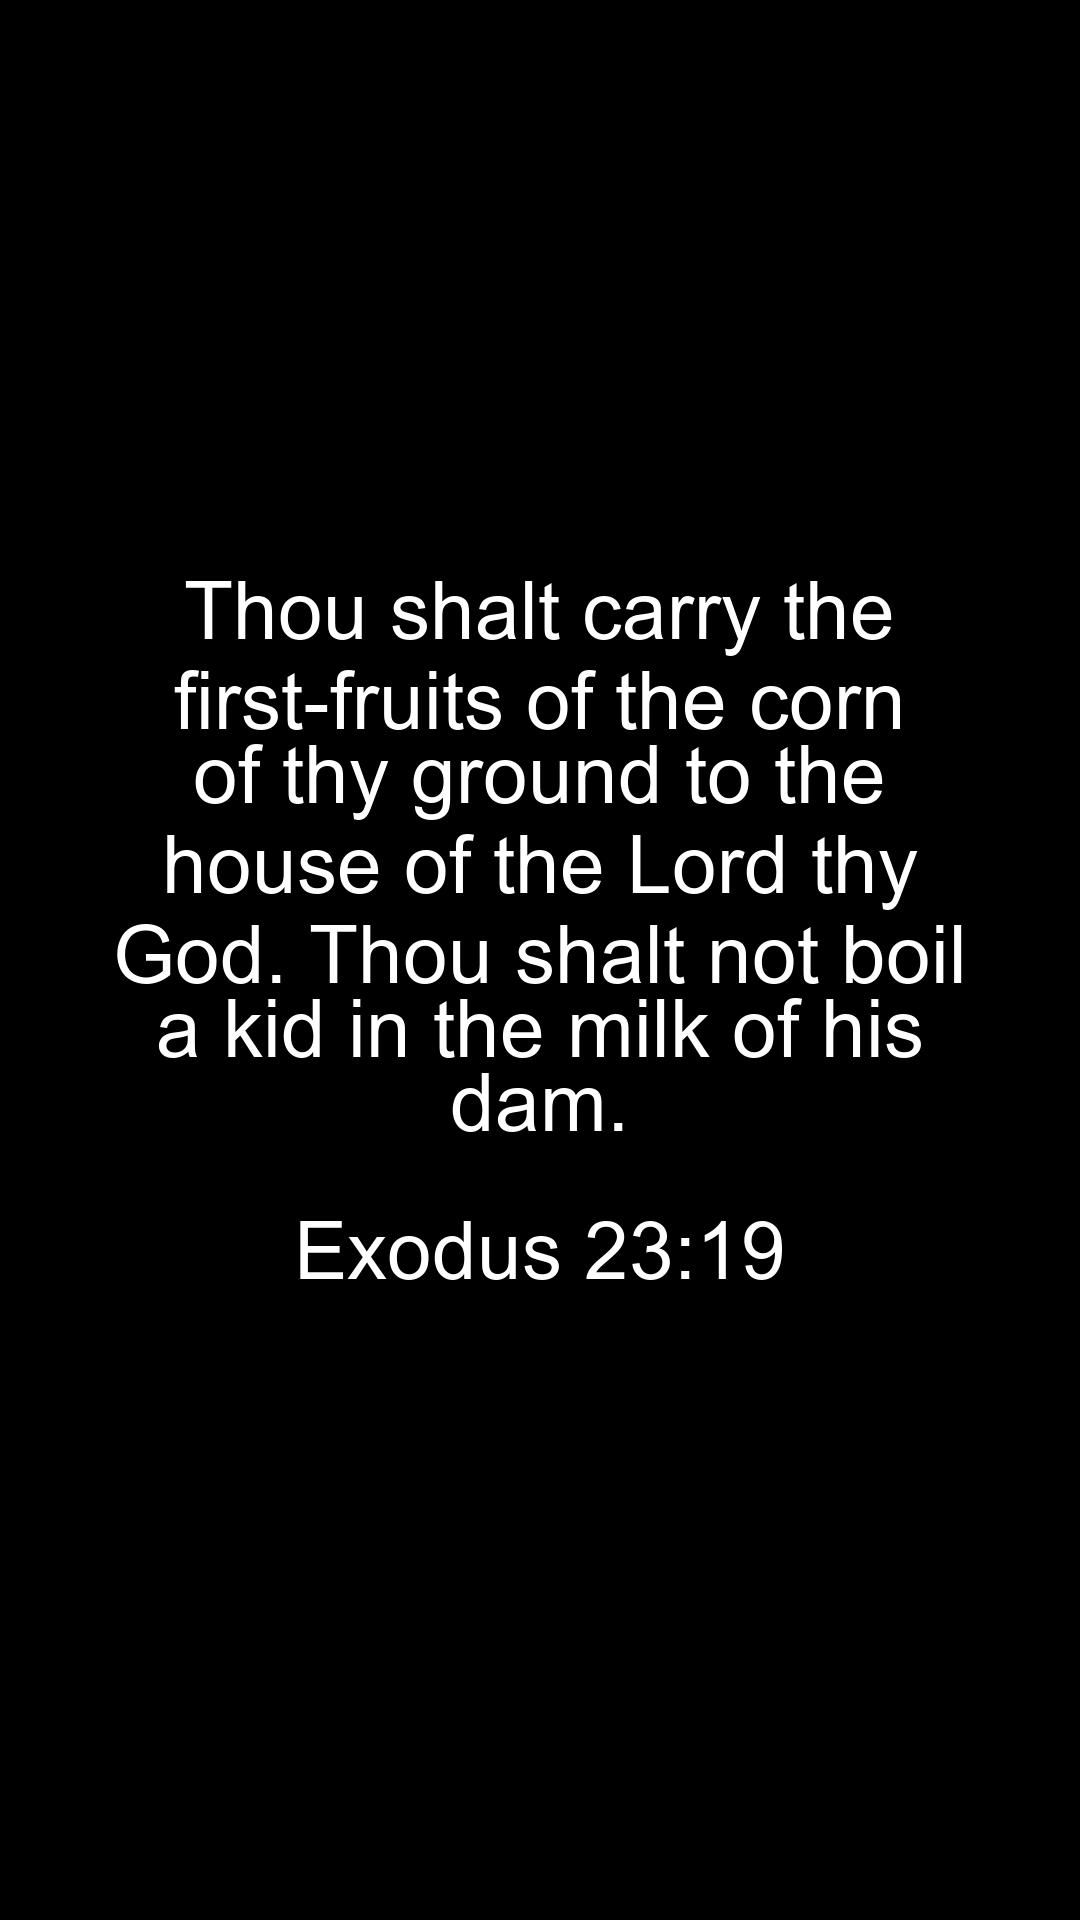 Thou shalt carry the
first-fruits of the corn
of thy ground to the
house of the Lord thy
God. Thou shalt not boil
a kid in the milk of his
dam.
Exodus 23:19